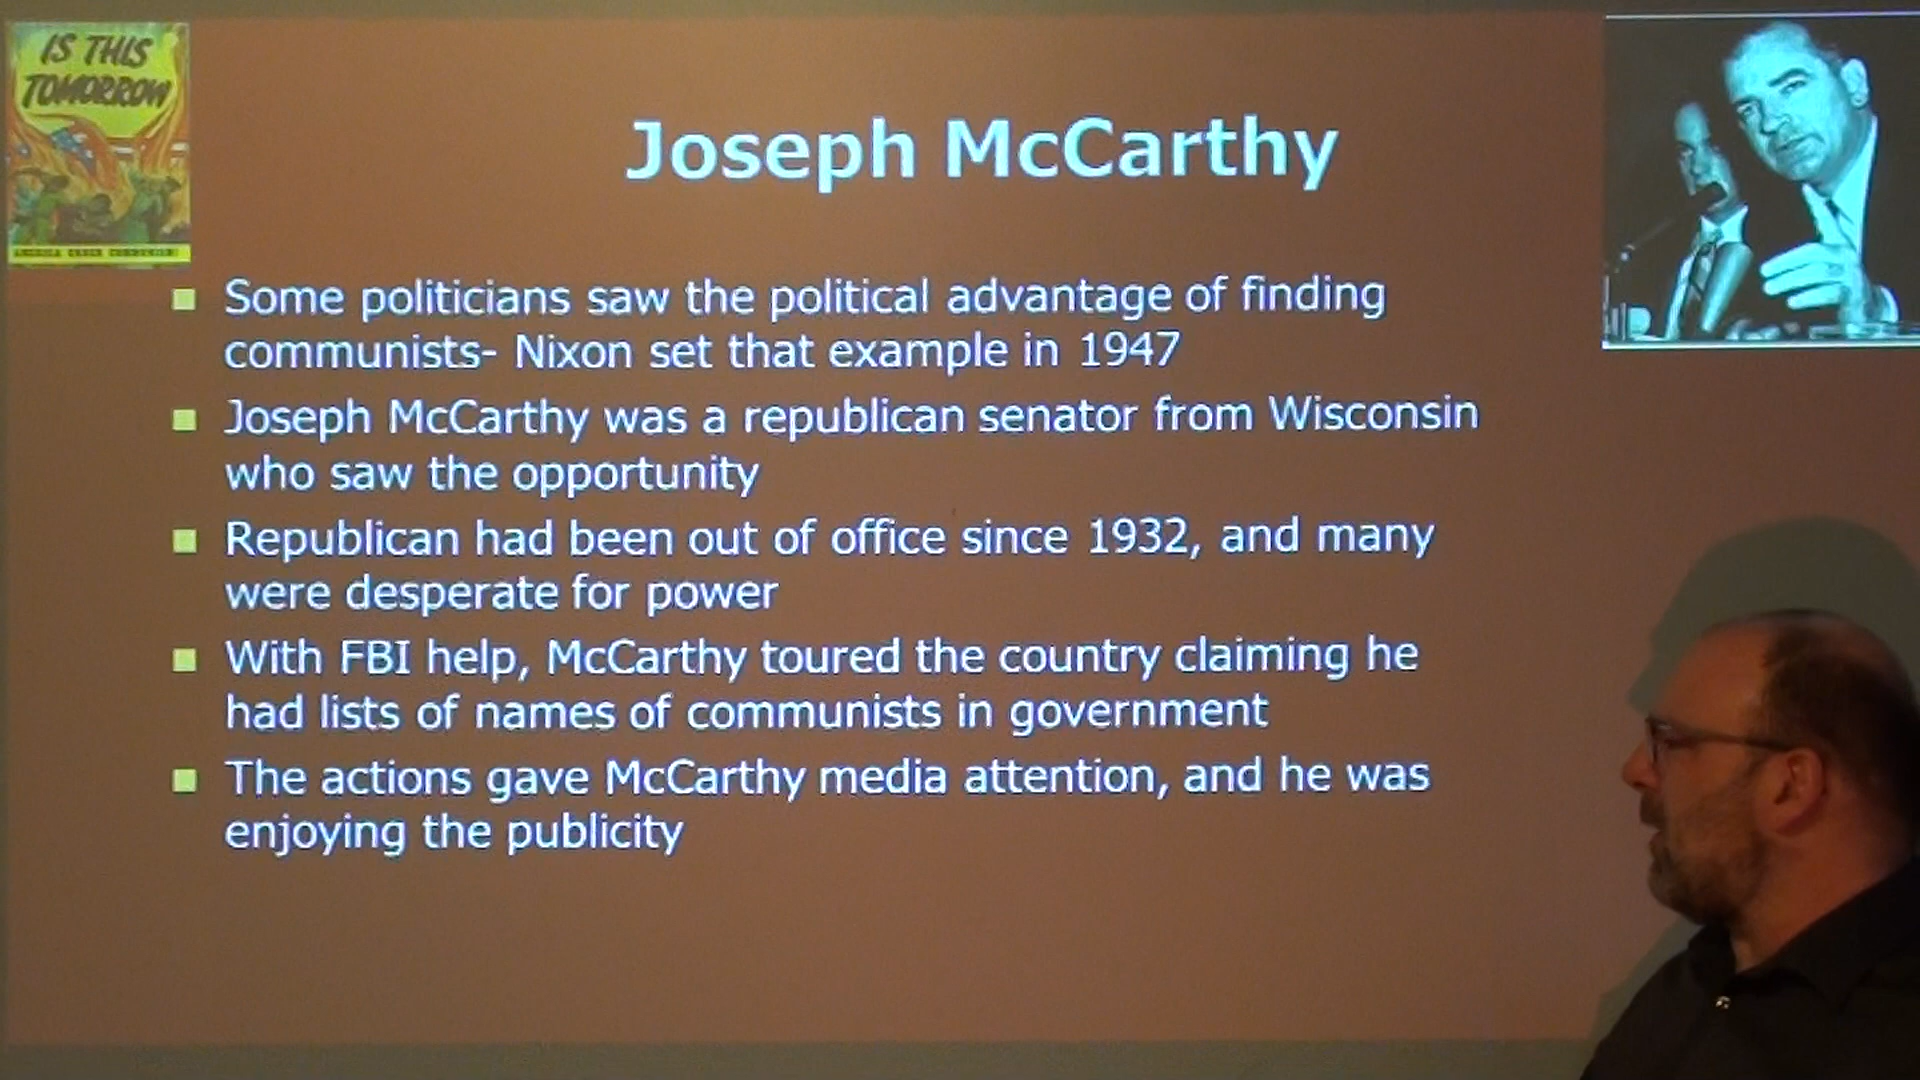 IS THIS
TOMORROW
Joseph McCarthy
Some politicians saw the political advantage of finding
communists- Nixon set that example in 1947
Joseph McCarthy was a republican senator from Wisconsin
who saw the opportunity
Republican had been out of office since 1932, and many
were desperate for power
With FBI help, McCarthy toured the country claiming he
had lists of names of communists in government
The actions gave McCarthy media attention, and he was
enjoying the publicity